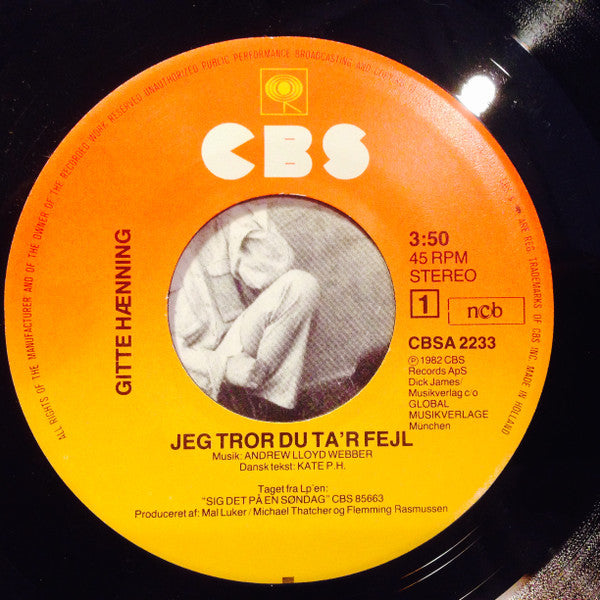 ALL RIGHTS OF THE MANUFACTURER AND OF THE OWNER OF THE RECORDED WORK RESERVED UNAUTHORIZED PUBLIC PERFORMANCE BROADCASTING AND
ARE REG. TRADEMARKS OF CBS INC MADE IN HOLLAND
CBS
GITTE HÆNNING
3:50
45 RPM
STEREO
1 ncb
CBSA 2233
Ⓟ 1982 CBS
Records ApS
Dick James/
Musikverlag c/o
GLOBAL
MUSIKVERLAGE
München
JEG TROR DU TA'R FEJL
Musik: ANDREW LLOYD WEBBER
Dansk tekst: KATE P.H.
Taget fra Lp'en:
"SIG DET PÅ EN SØNDAG" CBS 85663
Produceret af: Mal Luker/Michael Thatcher og Flemming Rasmussen